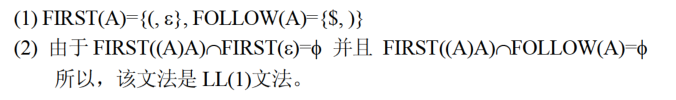 (1) FIRST(A)={(, ε}, FOLLOW(A)={$, )}
(2) 由于 FIRST((A)A)∩FIRST(ε)=ϕ 并且 FIRST((A)A)∩FOLLOW(A)=ϕ
所以，该文法是 LL(1)文法。